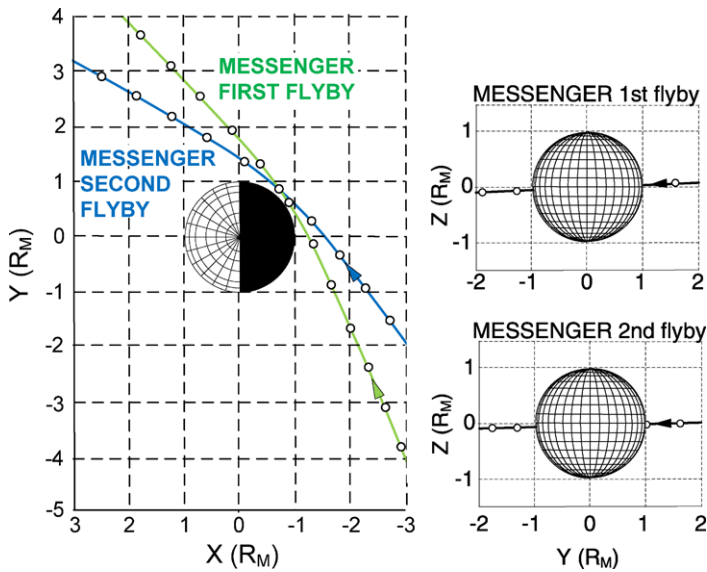 4
3
2
1
0
-1
-2
-3
-4
-5
Y (RM)
3
2
1
0
-1
-2
-3
X (RM)
MESSENGER
FIRST FLYBY
MESSENGER
SECOND
FLYBY
MESSENGER 1st flyby
1
0
-1
Z (RM)
-2
-1
0
1
2
MESSENGER 2nd flyby
1
0
-1
Z (RM)
-2
-1
0
1
2
Y (RM)